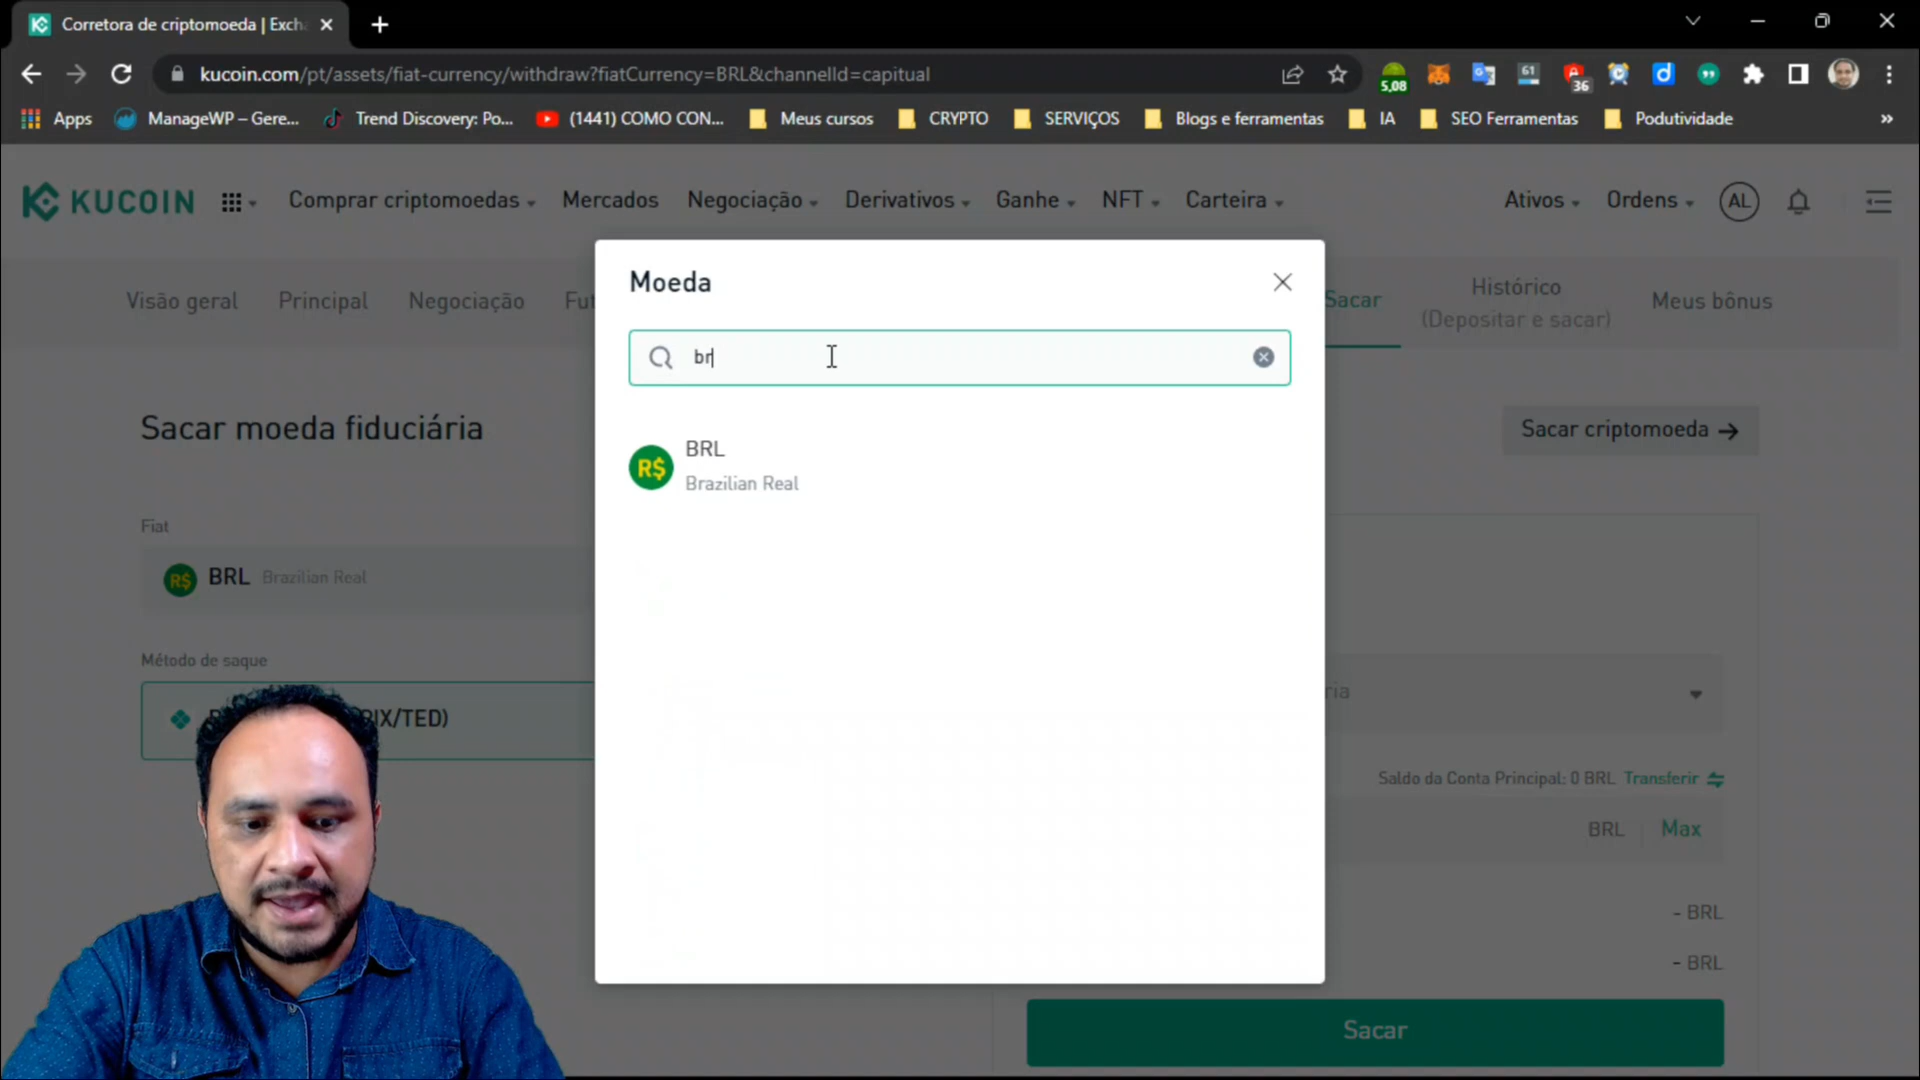 Corretora de criptomoeda | Exch
kucoin.com/pt/assets/fiat-currency/withdraw?fiatCurrency=BRL&channelId=capitual
5,08
61
36
Apps
ManageWP – Gere...
Trend Discovery: Po...
(1441) COMO CON...
Meus cursos
CRYPTO
SERVIÇOS
Blogs e ferramentas
IA
SEO Ferramentas
Podutividade
KUCOIN
Comprar criptomoedas
Mercados
Negociação
Derivativos
Ganhe
NFT
Carteira
Ativos
Ordens
AL
Moeda
Visão geral
Principal
Negociação
Fut
Sacar
Histórico
(Depositar e sacar)
Meus bônus
br
Sacar moeda fiduciária
Sacar criptomoeda
R$
BRL
Brazilian Real
Fiat
R$ BRL Brazilian Real
Método de saque
PIX/TED)
ria
Saldo da Conta Principal: 0 BRL Transferir
BRL
Max
- BRL
- BRL
Sacar